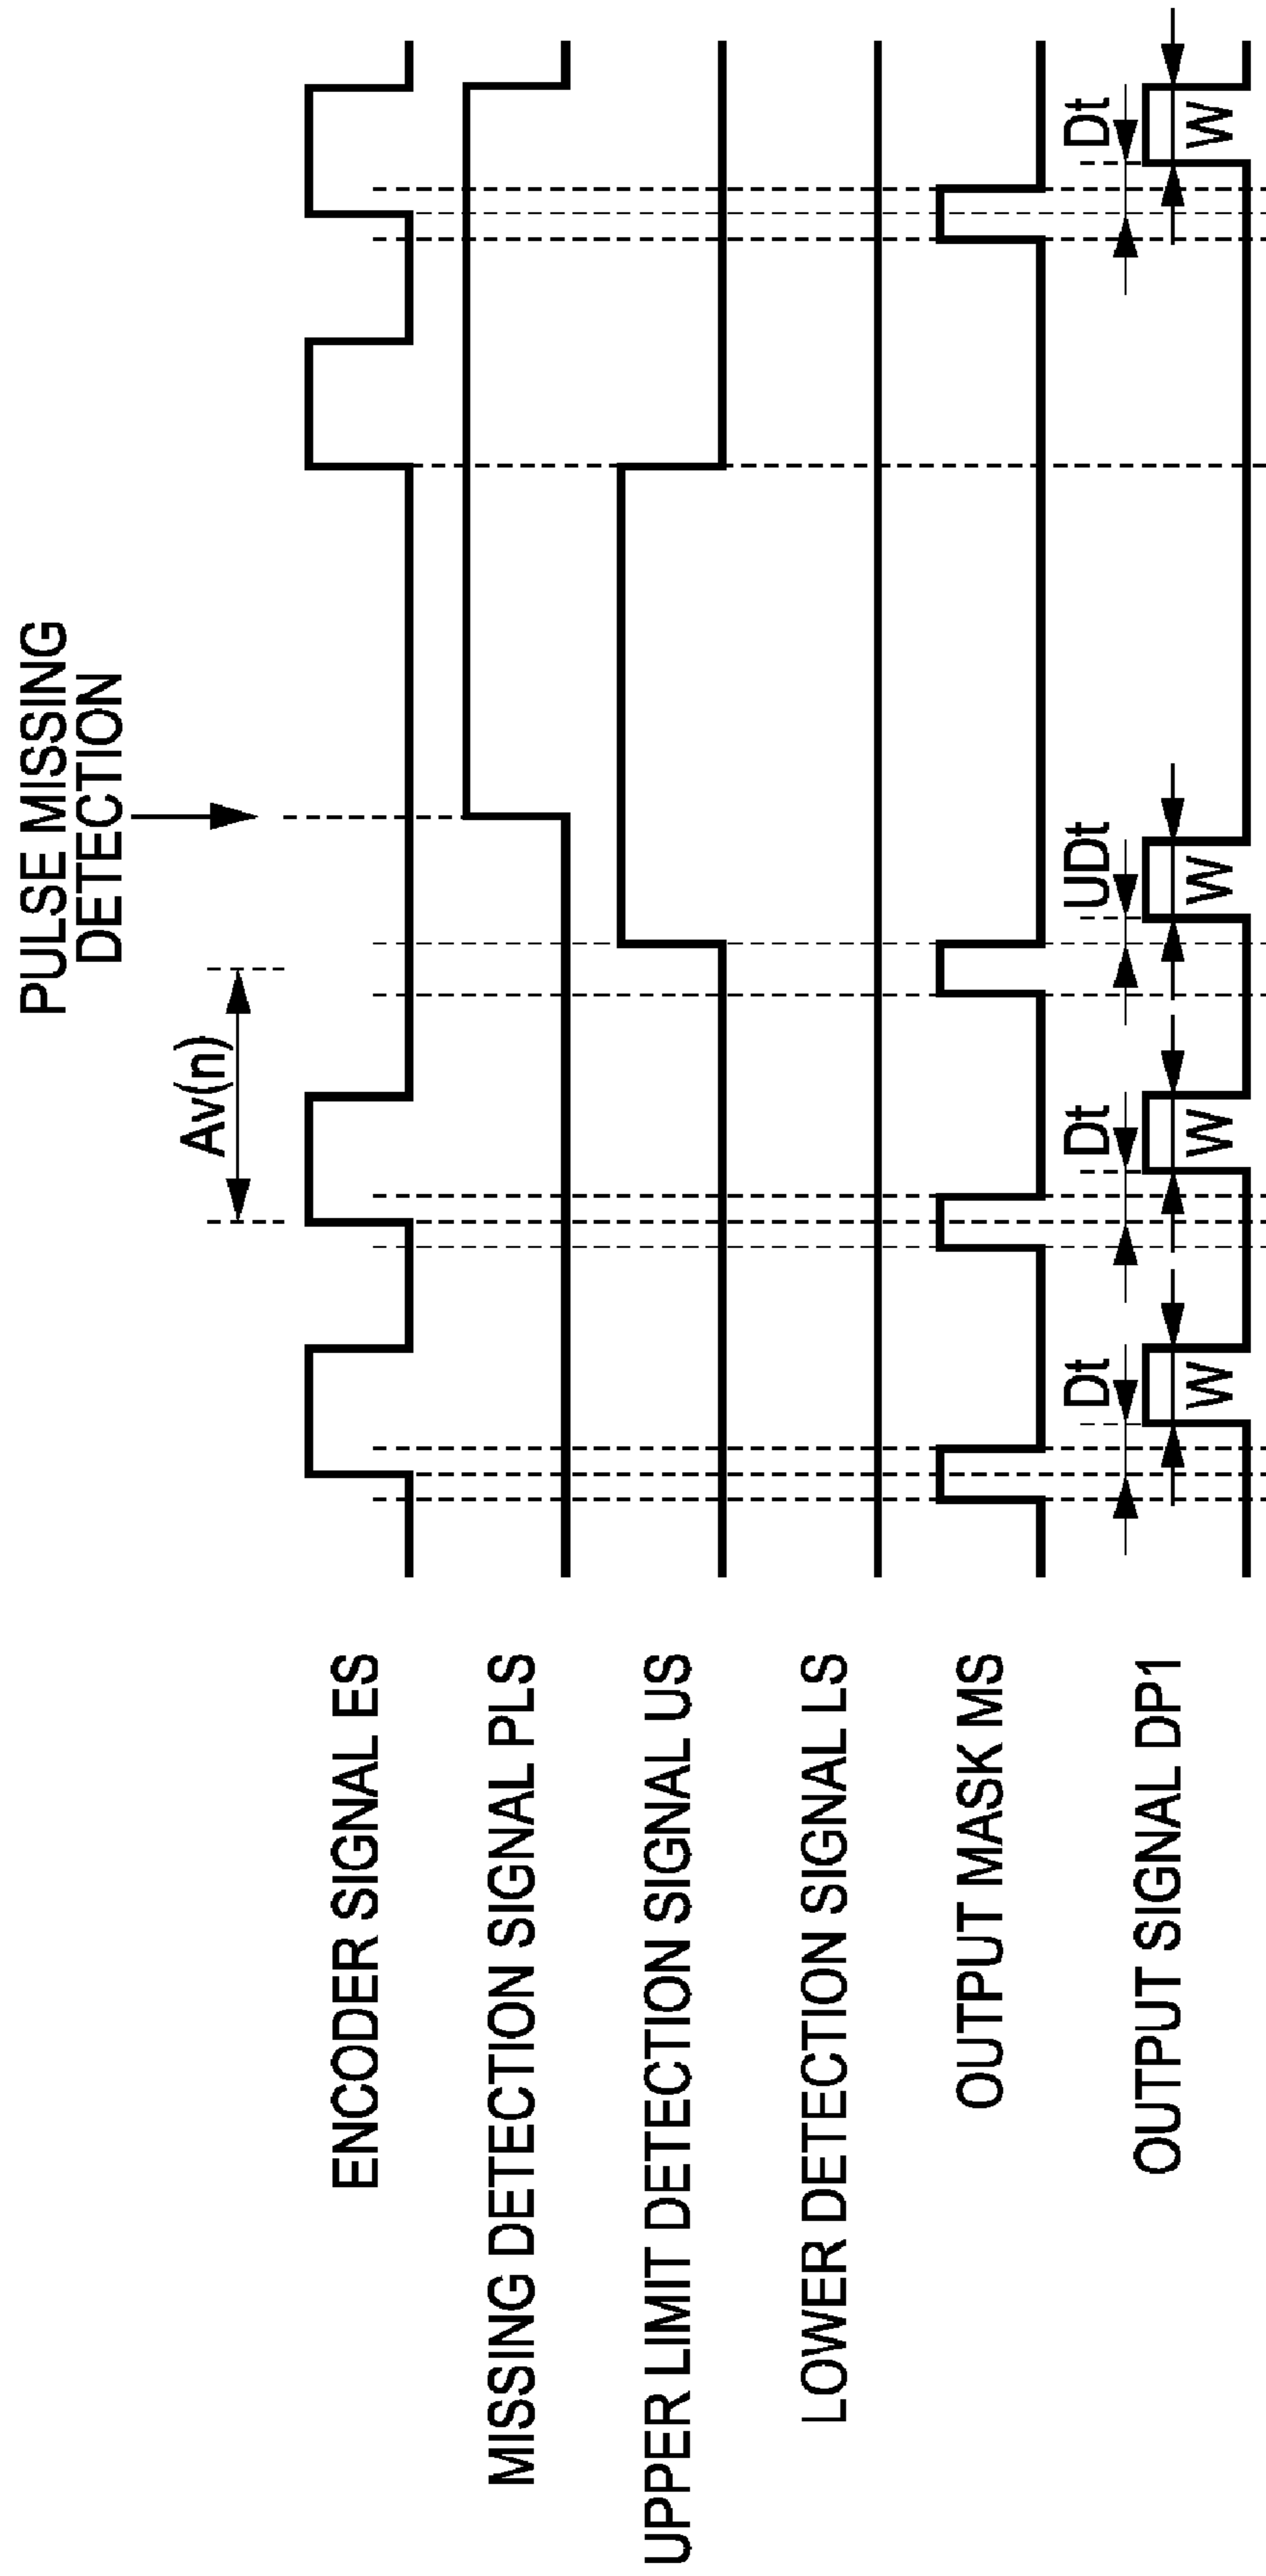 PULSE MISSING
DETECTION
Av(n)
ENCODER SIGNAL ES
MISSING DETECTION SIGNAL PLS
UPPER LIMIT DETECTION SIGNAL US
LOWER DETECTION SIGNAL LS
OUTPUT MASK MS
Dt Dt UDt Dt
OUTPUT SIGNAL DP1
W W W W